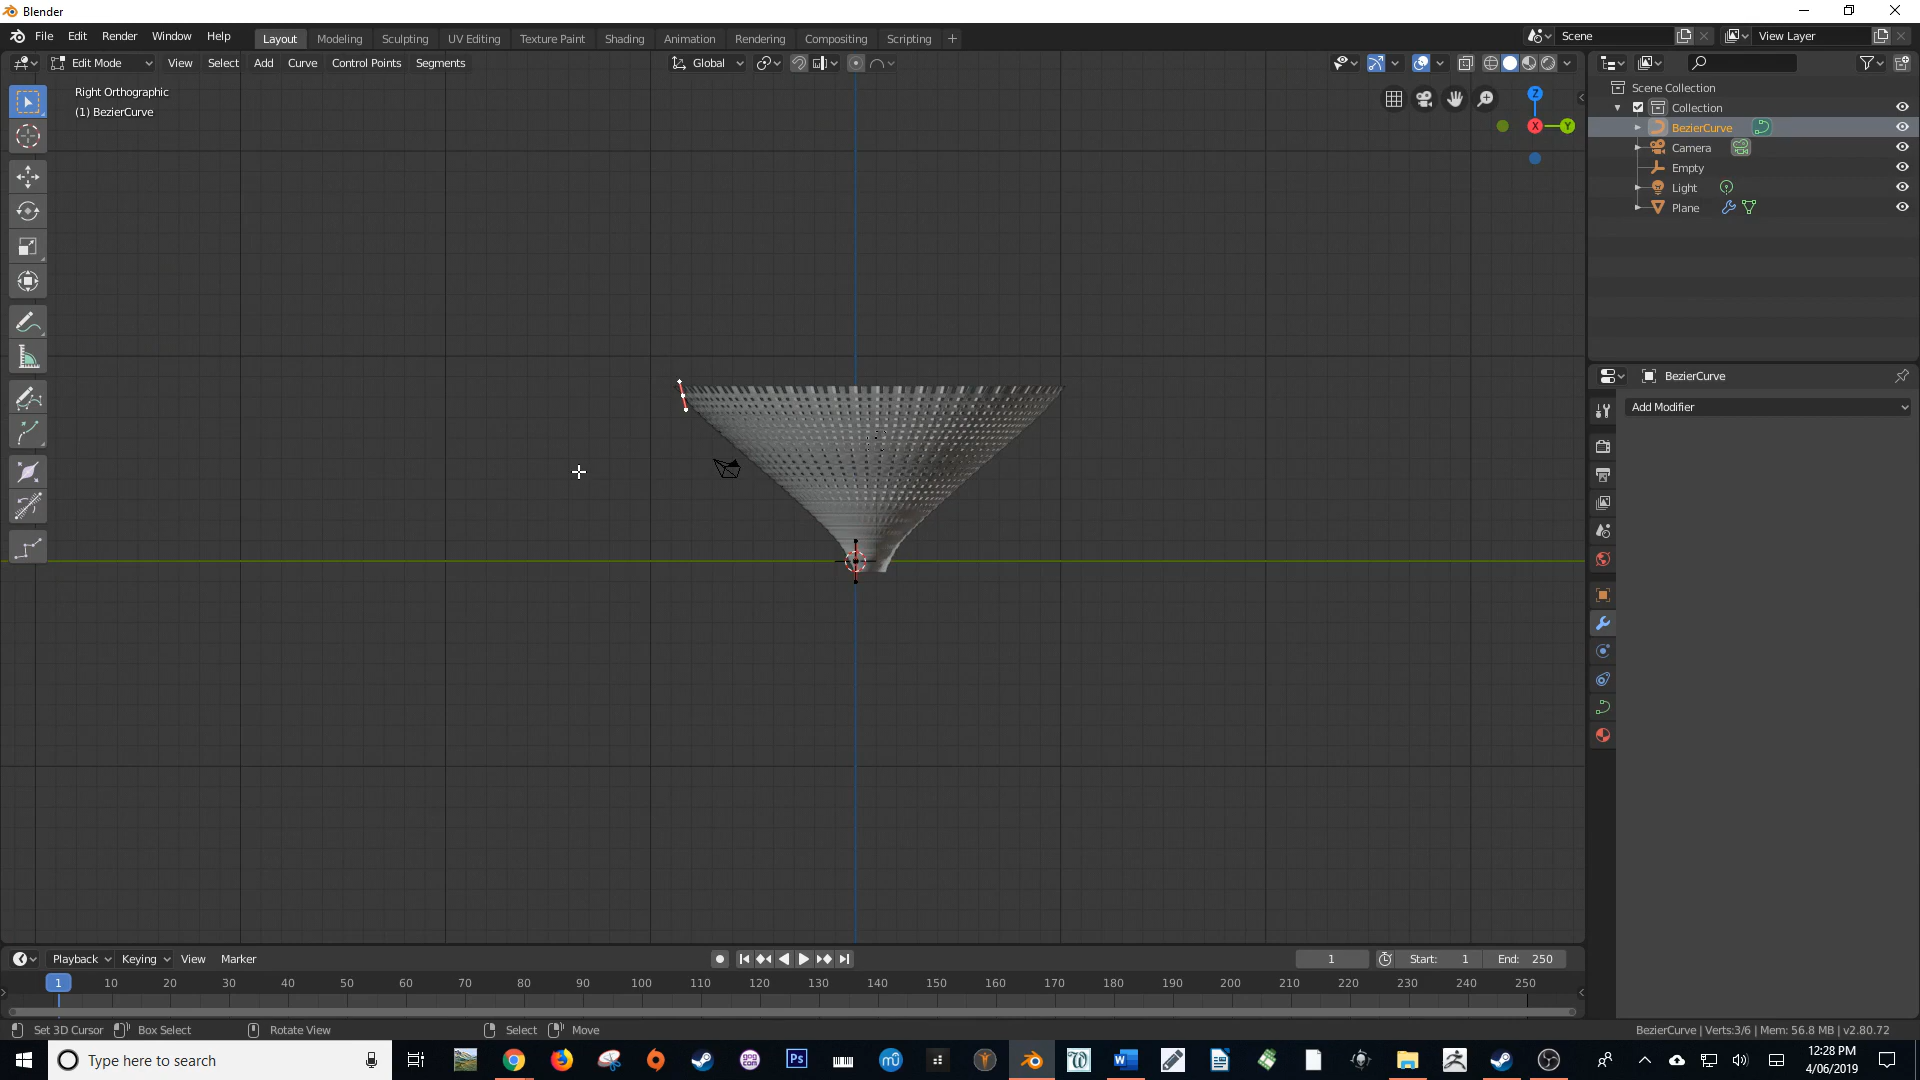 Blender
File Edit Render Window Help
Layout Modeling Sculpting UV Editing Texture Paint Shading Animation Rendering Compositing Scripting +
Scene
View Layer
Edit Mode View Select Add Curve Control Points Segments
Global
Right Orthographic
(1) BezierCurve
Z
X
Y
Scene Collection
Collection
BezierCurve
Camera
Empty
Light
Plane
BezierCurve
Add Modifier
Playback Keying View Marker
1
Start: 1
End: 250
1 10 20 30 40 50 60 70 80 90 100 110 120 130 140 150 160 170 180 190 200 210 220 230 240 250
Set 3D Cursor Box Select Rotate View Select Move
BezierCurve | Verts:3/6 | Mem: 56.8 MB | v2.80.72
Type here to search
12:28 PM
4/06/2019